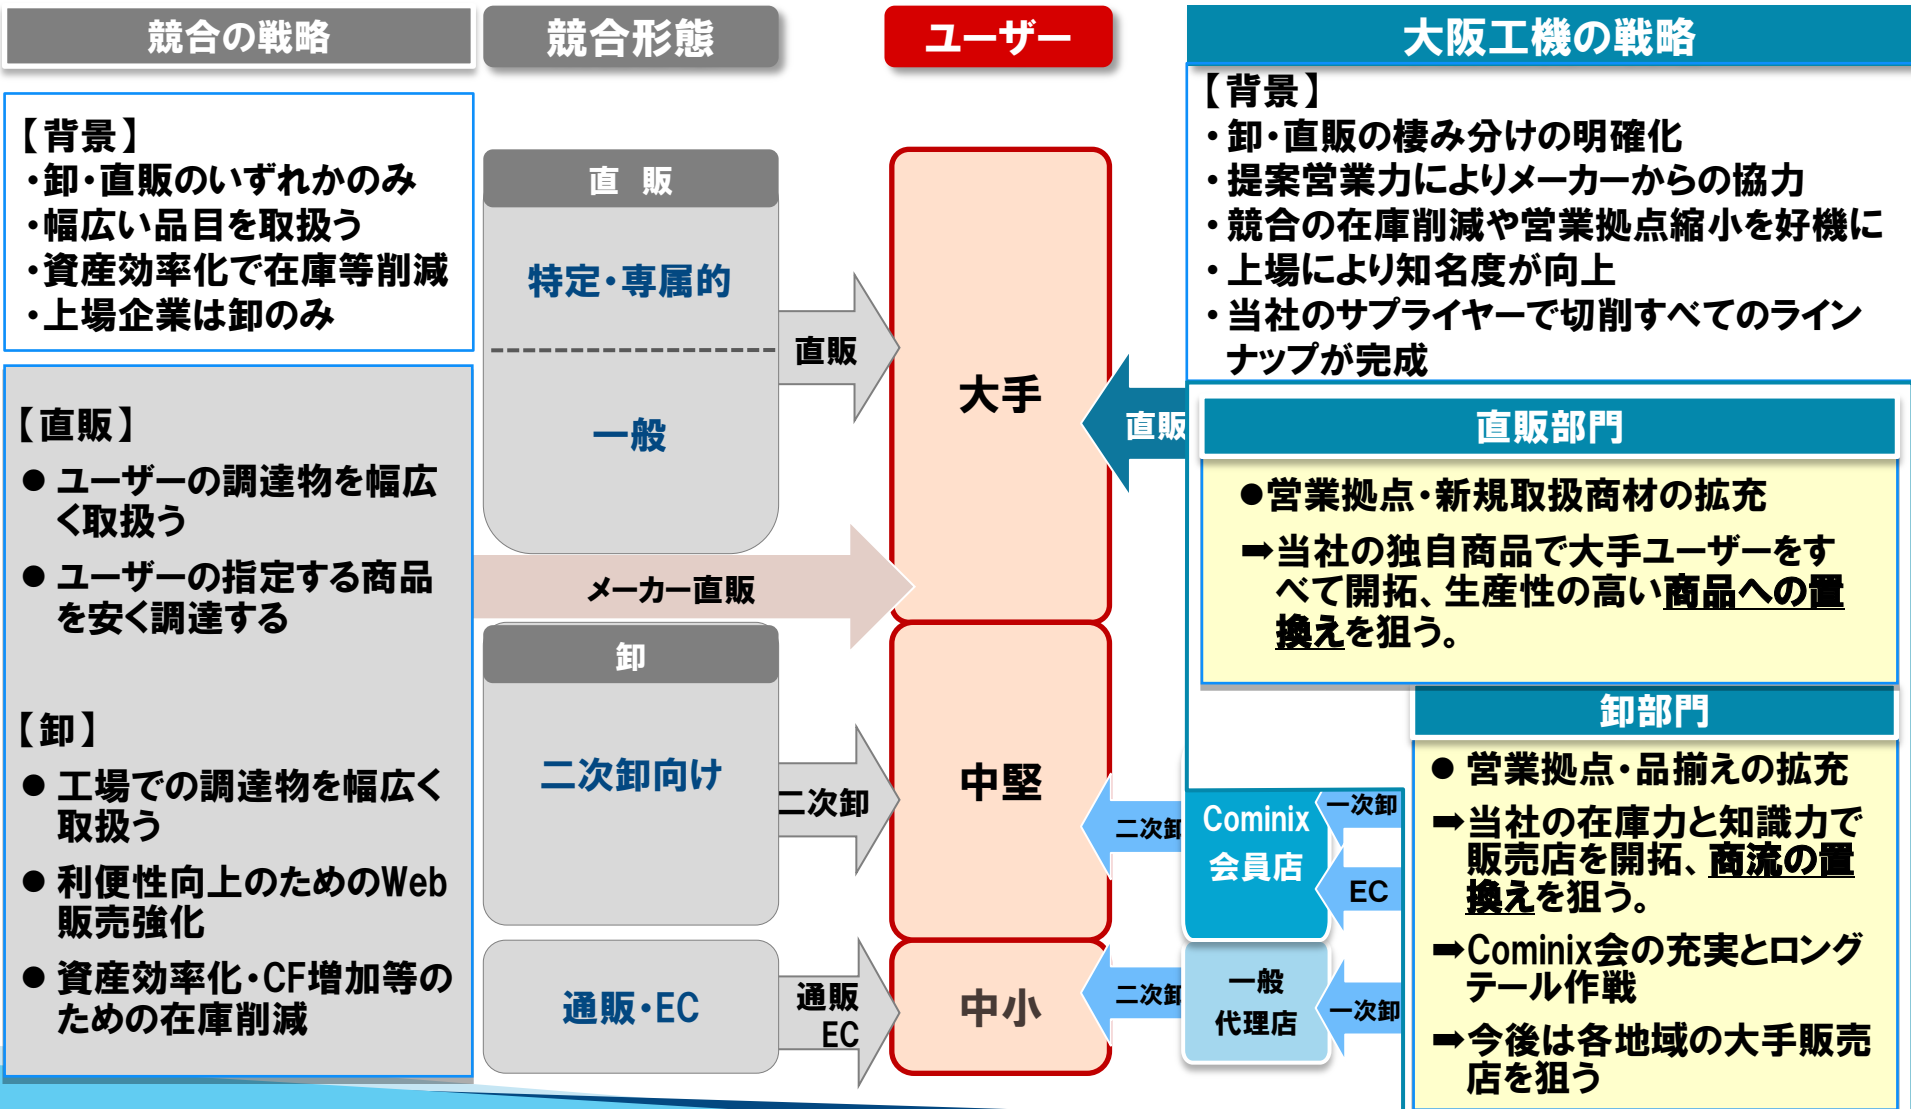 競合の戦略
競合形態
ユーザー
大阪工機の戦略
【背景】
・卸・直販のいずれかのみ
・幅広い品目を取扱う
・資産効率化で在庫等削減
・上場企業は卸のみ
【直販】
● ユーザーの調達物を幅広
く取扱う
● ユーザーの指定する商品
を安く調達する
【卸】
● 工場での調達物を幅広く
取扱う
● 利便性向上のためのWeb
販売強化
● 資産効率化・CF増加等の
ための在庫削減
直 販
特定・専属的
一般
直販
メーカー直販
卸
二次卸向け
二次卸
通販・EC
通販
EC
大手
中堅
中小
【背景】
・卸・直販の棲み分けの明確化
・提案営業力によりメーカーからの協力
・競合の在庫削減や営業拠点縮小を好機に
・上場により知名度が向上
・当社のサプライヤーで切削すべてのライン
ナップが完成
直販
直販部門
●営業拠点・新規取扱商材の拡充
➡当社の独自商品で大手ユーザーをす
べて開拓、生産性の高い商品への置
換えを狙う。
二次卸
Cominix
会員店
一次卸
EC
二次卸
一般
代理店
一次卸
卸部門
● 営業拠点・品揃えの拡充
➡当社の在庫力と知識力で
販売店を開拓、商流の置
換えを狙う。
➡Cominix会の充実とロング
テール作戦
➡今後は各地域の大手販売
店を狙う